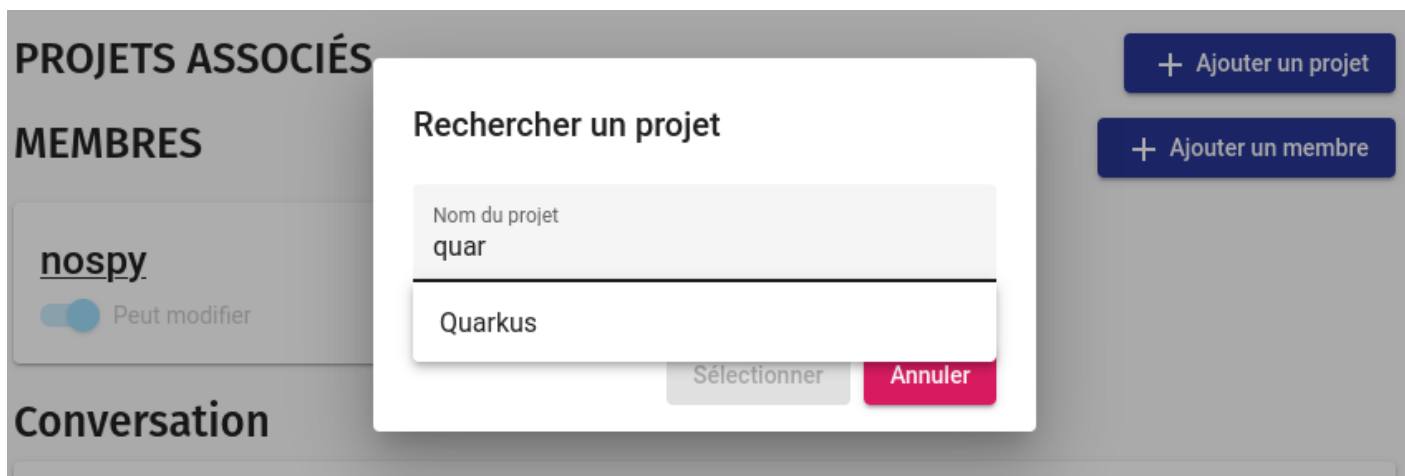 PROJETS ASSOCIÉS
+ Ajouter un projet
MEMBRES
+ Ajouter un membre
nospy
Peut modifier
Rechercher un projet
Nom du projet
quar
Quarkus
Sélectionner
Annuler
Conversation